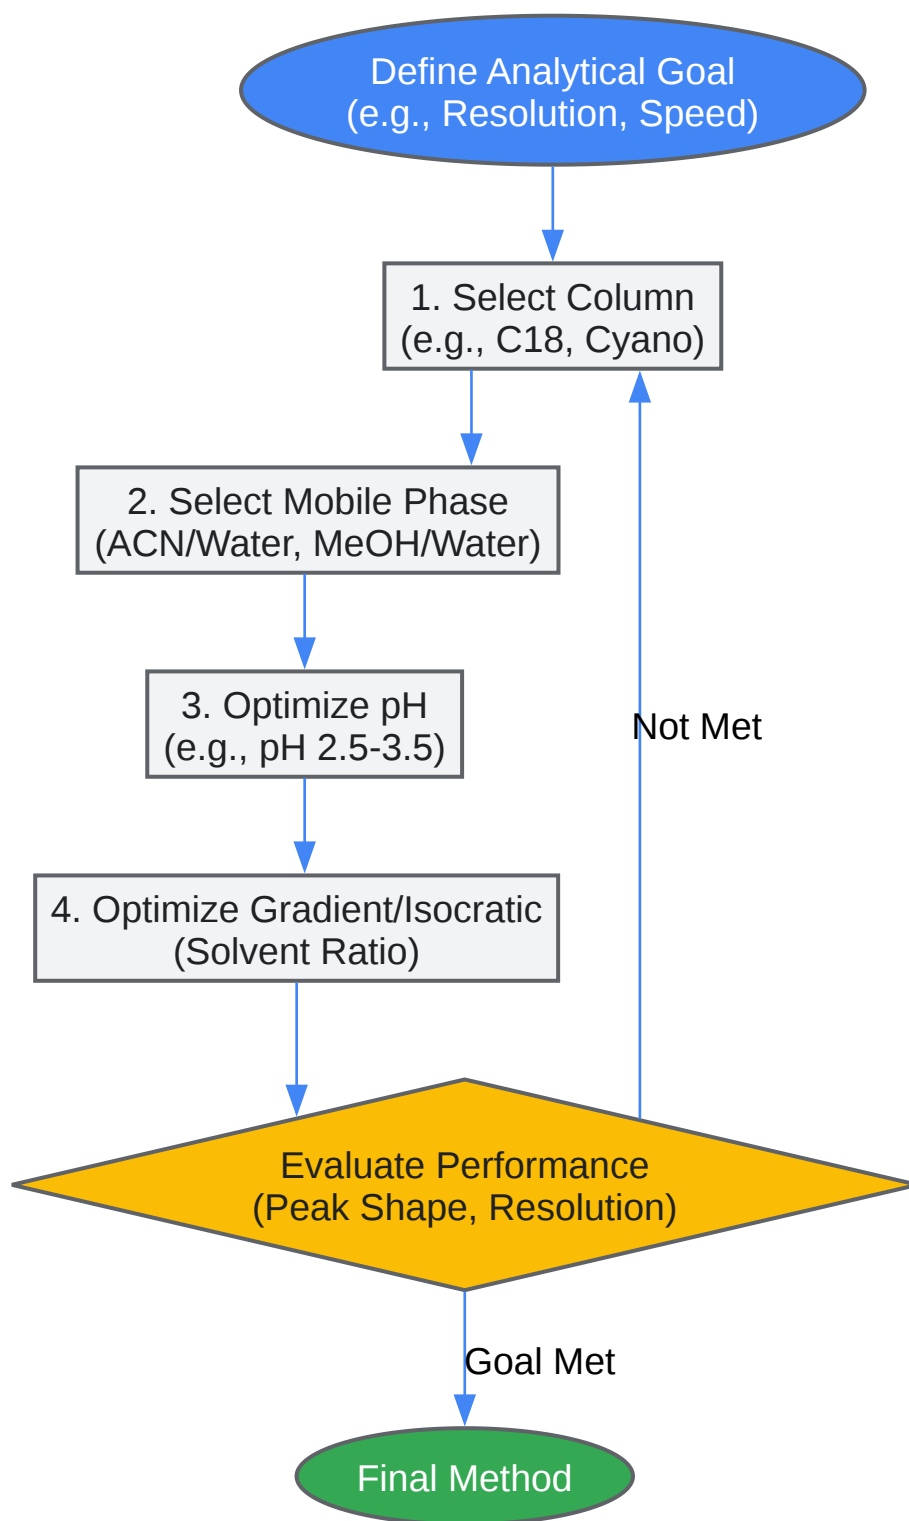 Define Analytical Goal
(e.g., Resolution, Speed)
1. Select Column
(e.g., C18, Cyano)
2. Select Mobile Phase
(ACN/Water, MeOH/Water)
3. Optimize pH
(e.g., pH 2.5-3.5)
Not Met
4. Optimize Gradient/Isocratic
(Solvent Ratio)
Evaluate Performance
(Peak Shape, Resolution)
Goal Met
Final Method